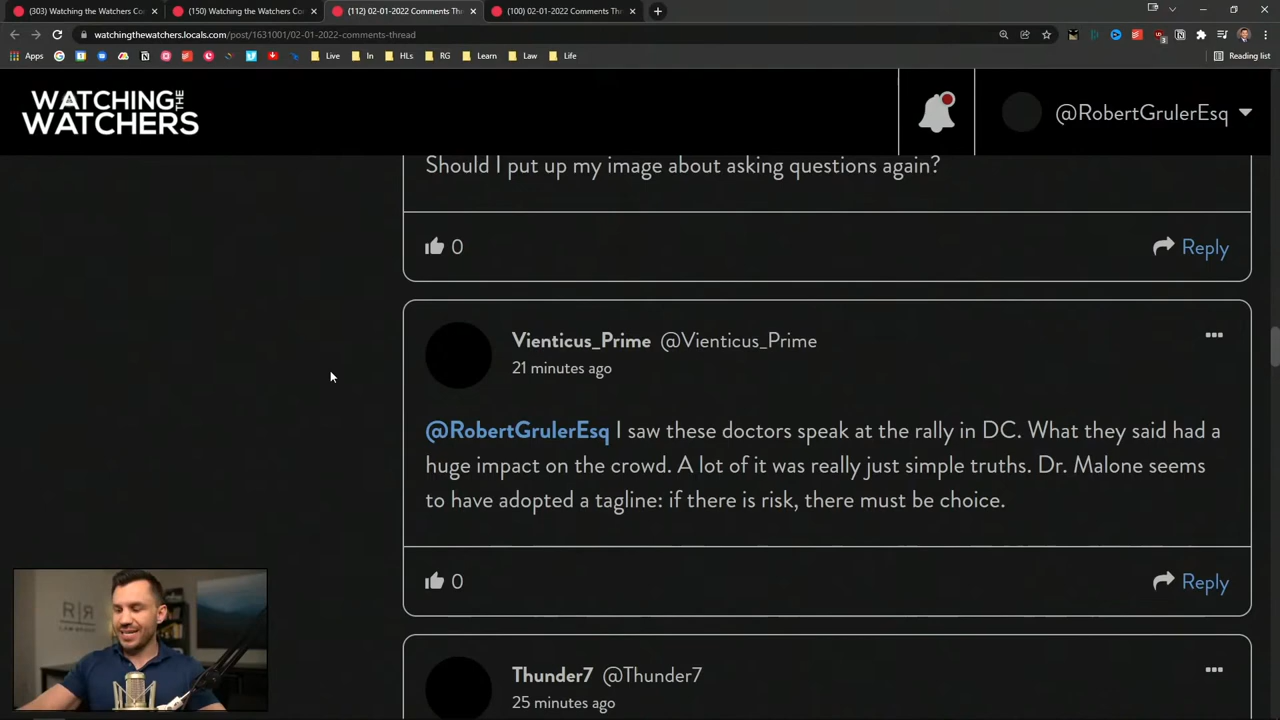 (303) Watching the Watchers Co
(150) Watching the Watchers Co
(112) 02-01-2022 Comments Thr
(100) 02-01-2022 Comments Thr
watchingthewatchers.locals.com/post/1631001/02-01-2022-comments-thread
Apps
Live
In
HLs
RG
Learn
Law
Life
Reading list
WATCHING THE
WATCHERS
@RobertGrulerEsq
Should I put up my image about asking questions again?
0
Reply
Vienticus_Prime @Vienticus_Prime
21 minutes ago
@RobertGrulerEsq I saw these doctors speak at the rally in DC. What they said had a
huge impact on the crowd. A lot of it was really just simple truths. Dr. Malone seems
to have adopted a tagline: if there is risk, there must be choice.
0
Reply
Thunder7 @Thunder7
25 minutes ago
R|R